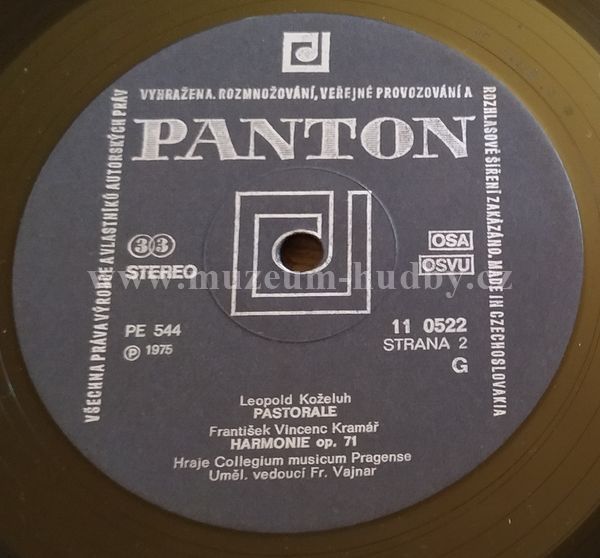 VŠECHNA PRÁVA VÝROBCE A VLASTNÍKŮ AUTORSKÝCH PRÁV
VYHRAŽENA. ROZMNOŽOVÁNÍ, VEŘEJNÉ PROVOZOVÁNÍ A
ROZHLASOVÉ ŠÍŘENÍ ZAKÁZÁNO. MADE IN CZECHOSLOVAKIA
PANTON
33
STEREO
OSA
OSVU
www.muzeum-hudby.cz
PE 544
Ⓟ 1975
11 0522
STRANA 2
G
Leopold Koželuh
PASTORALE
František Vincenc Kramář
HARMONIE op. 71
Hraje Collegium musicum Pragense
Uměl. vedoucí Fr. Vajnar